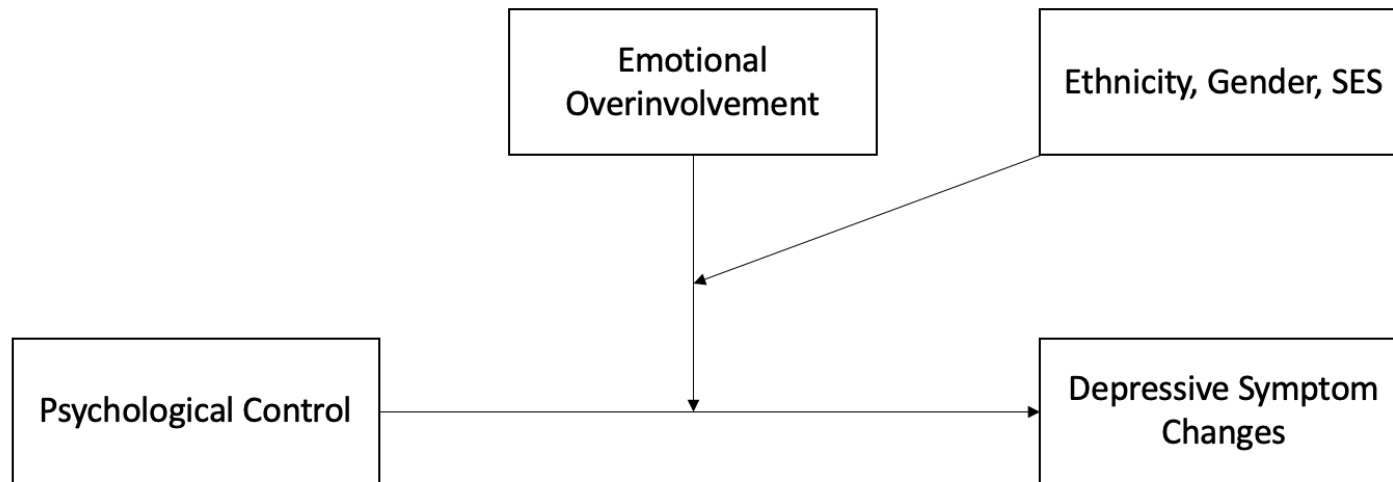 Emotional
Overinvolvement
Ethnicity, Gender, SES
Psychological Control
Depressive Symptom
Changes